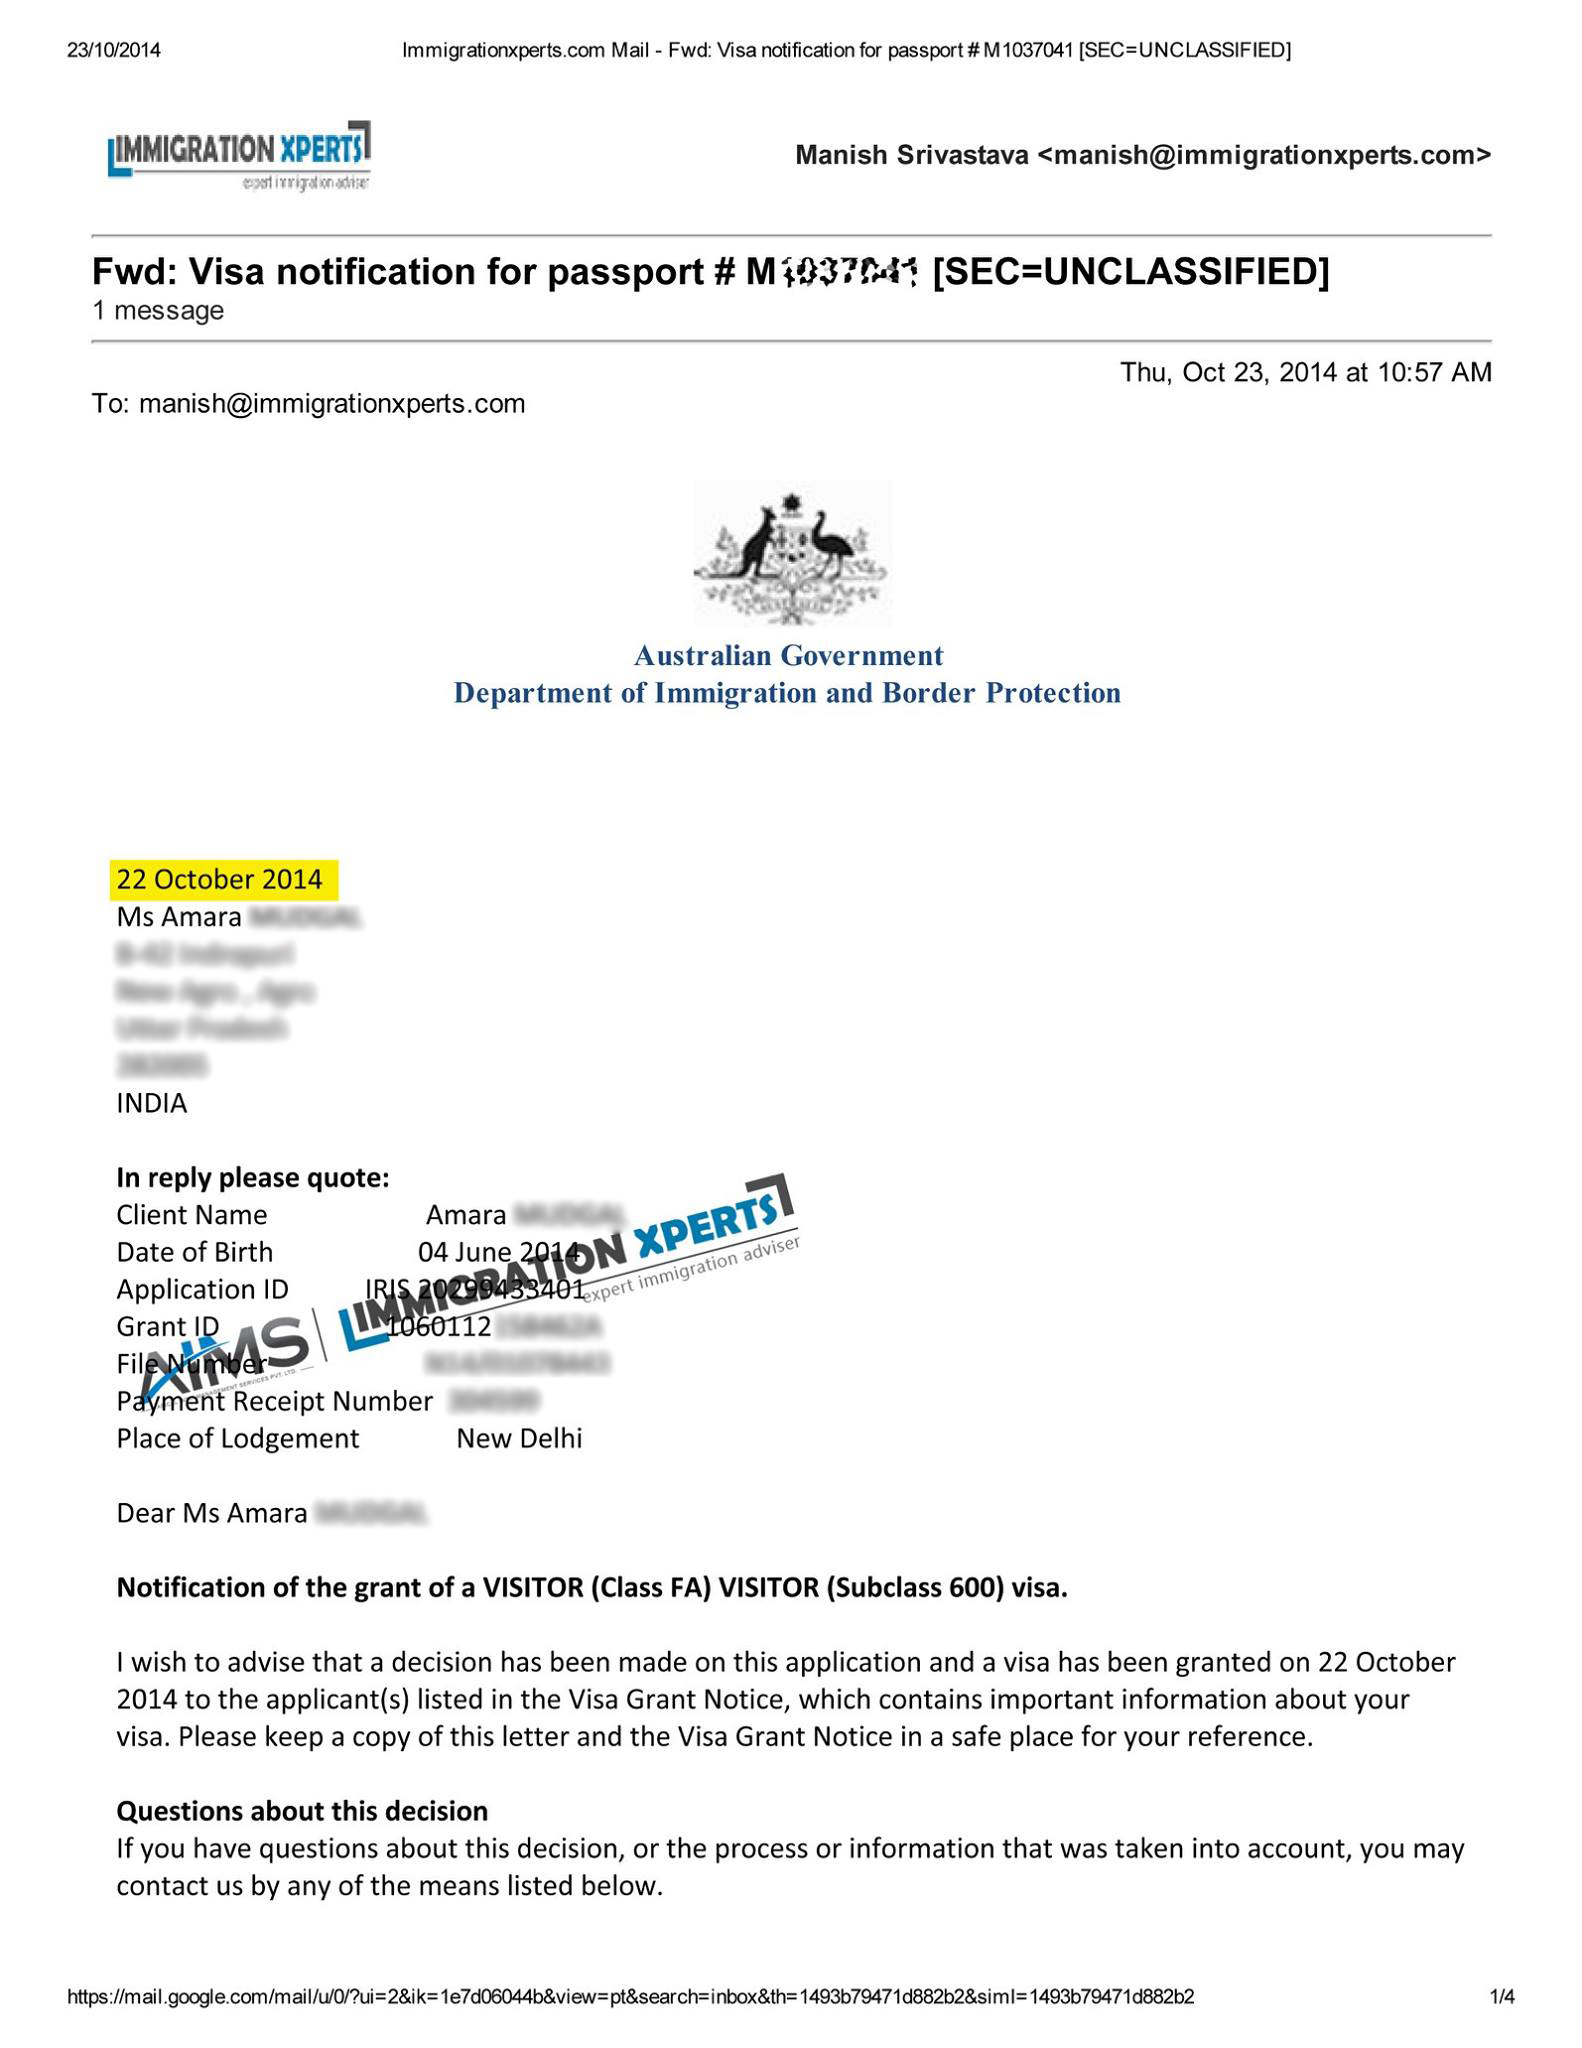 23/10/2014 Immigrationxperts.com Mail - Fwd: Visa notification for passport # M1037041 [SEC=UNCLASSIFIED]
IMMIGRATION XPERTS
expert immigration adviser
Manish Srivastava <manish@immigrationxperts.com>
Fwd: Visa notification for passport # M [SEC=UNCLASSIFIED]
1 message
Thu, Oct 23, 2014 at 10:57 AM
To: manish@immigrationxperts.com
Australian Government
Department of Immigration and Border Protection
22 October 2014
Ms Amara
INDIA
In reply please quote:
Client Name Amara
Date of Birth 04 June 2014
Application ID IRIS 20299433401
Grant ID 1060112
File Number
Payment Receipt Number
Place of Lodgement New Delhi
AIMS
IMMIGRATION XPERTS
expert immigration adviser
Dear Ms Amara
Notification of the grant of a VISITOR (Class FA) VISITOR (Subclass 600) visa.
I wish to advise that a decision has been made on this application and a visa has been granted on 22 October
2014 to the applicant(s) listed in the Visa Grant Notice, which contains important information about your
visa. Please keep a copy of this letter and the Visa Grant Notice in a safe place for your reference.
Questions about this decision
If you have questions about this decision, or the process or information that was taken into account, you may
contact us by any of the means listed below.
https://mail.google.com/mail/u/0/?ui=2&ik=1e7d06044b&view=pt&search=inbox&th=1493b79471d882b2&siml=1493b79471d882b2 1/4